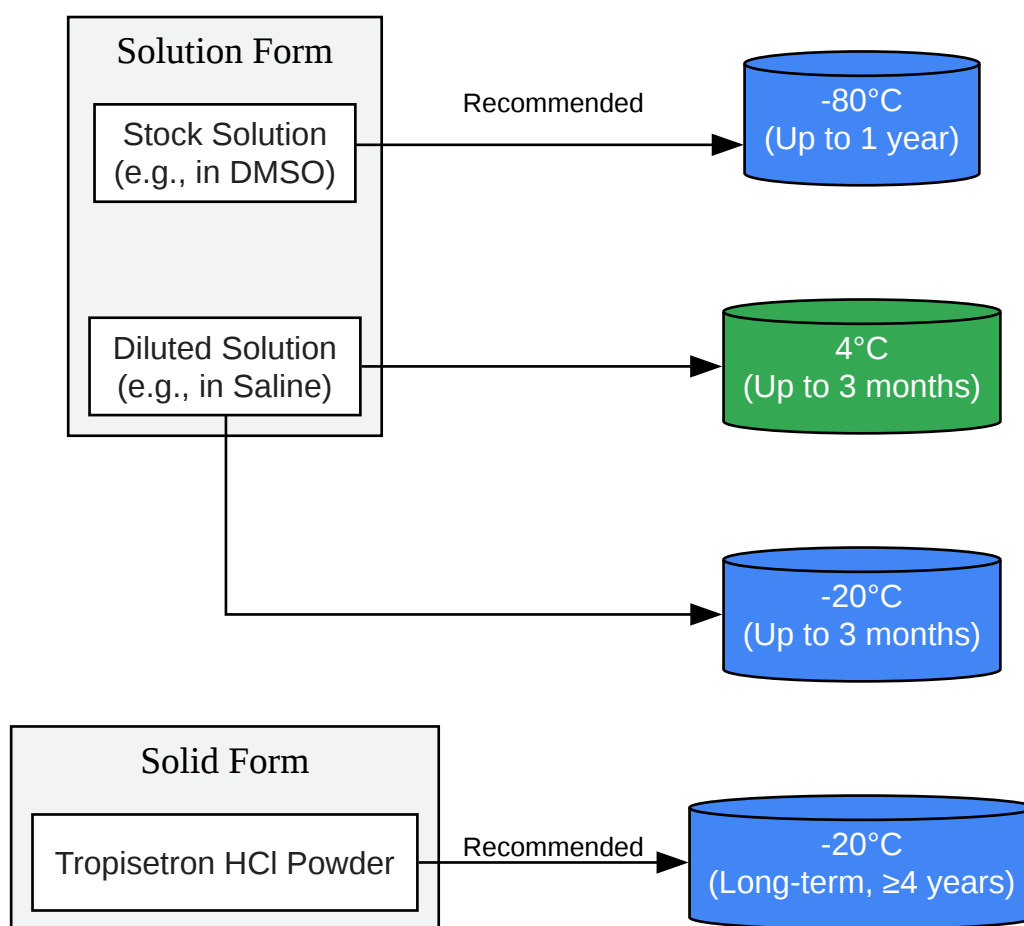 Solution Form
Stock Solution
(e.g., in DMSO)
Recommended
-80°C
(Up to 1 year)
Diluted Solution
(e.g., in Saline)
4°C
(Up to 3 months)
-20°C
(Up to 3 months)
Solid Form
Tropisetron HCl Powder
Recommended
-20°C
(Long-term, ≥4 years)